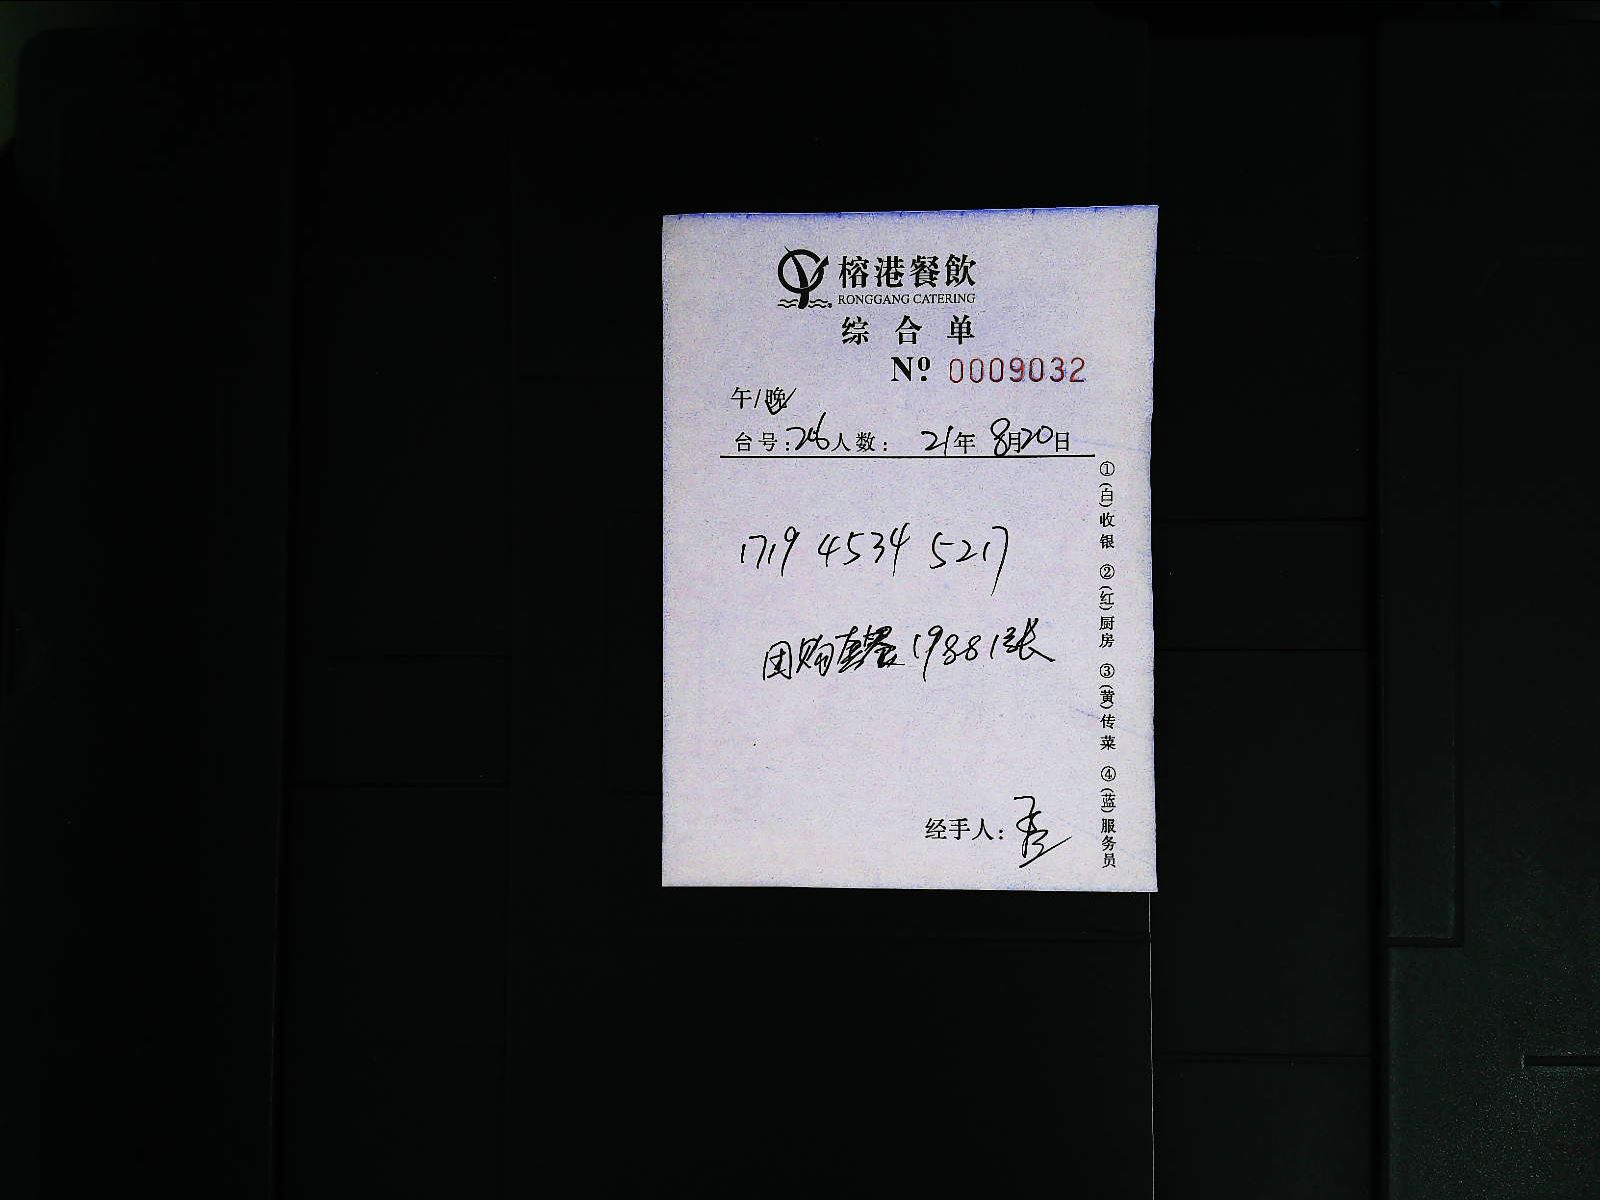 榕港餐飲
RONGGANG CATERING
综合单
Nº 0009032
午/晚
台号: 人数: 21年 8月20日
1719 4534 5217
团购套餐1988 1张
经手人:
①(白)收银 ②(红)厨房 ③(黄)传菜 ④(蓝)服务员